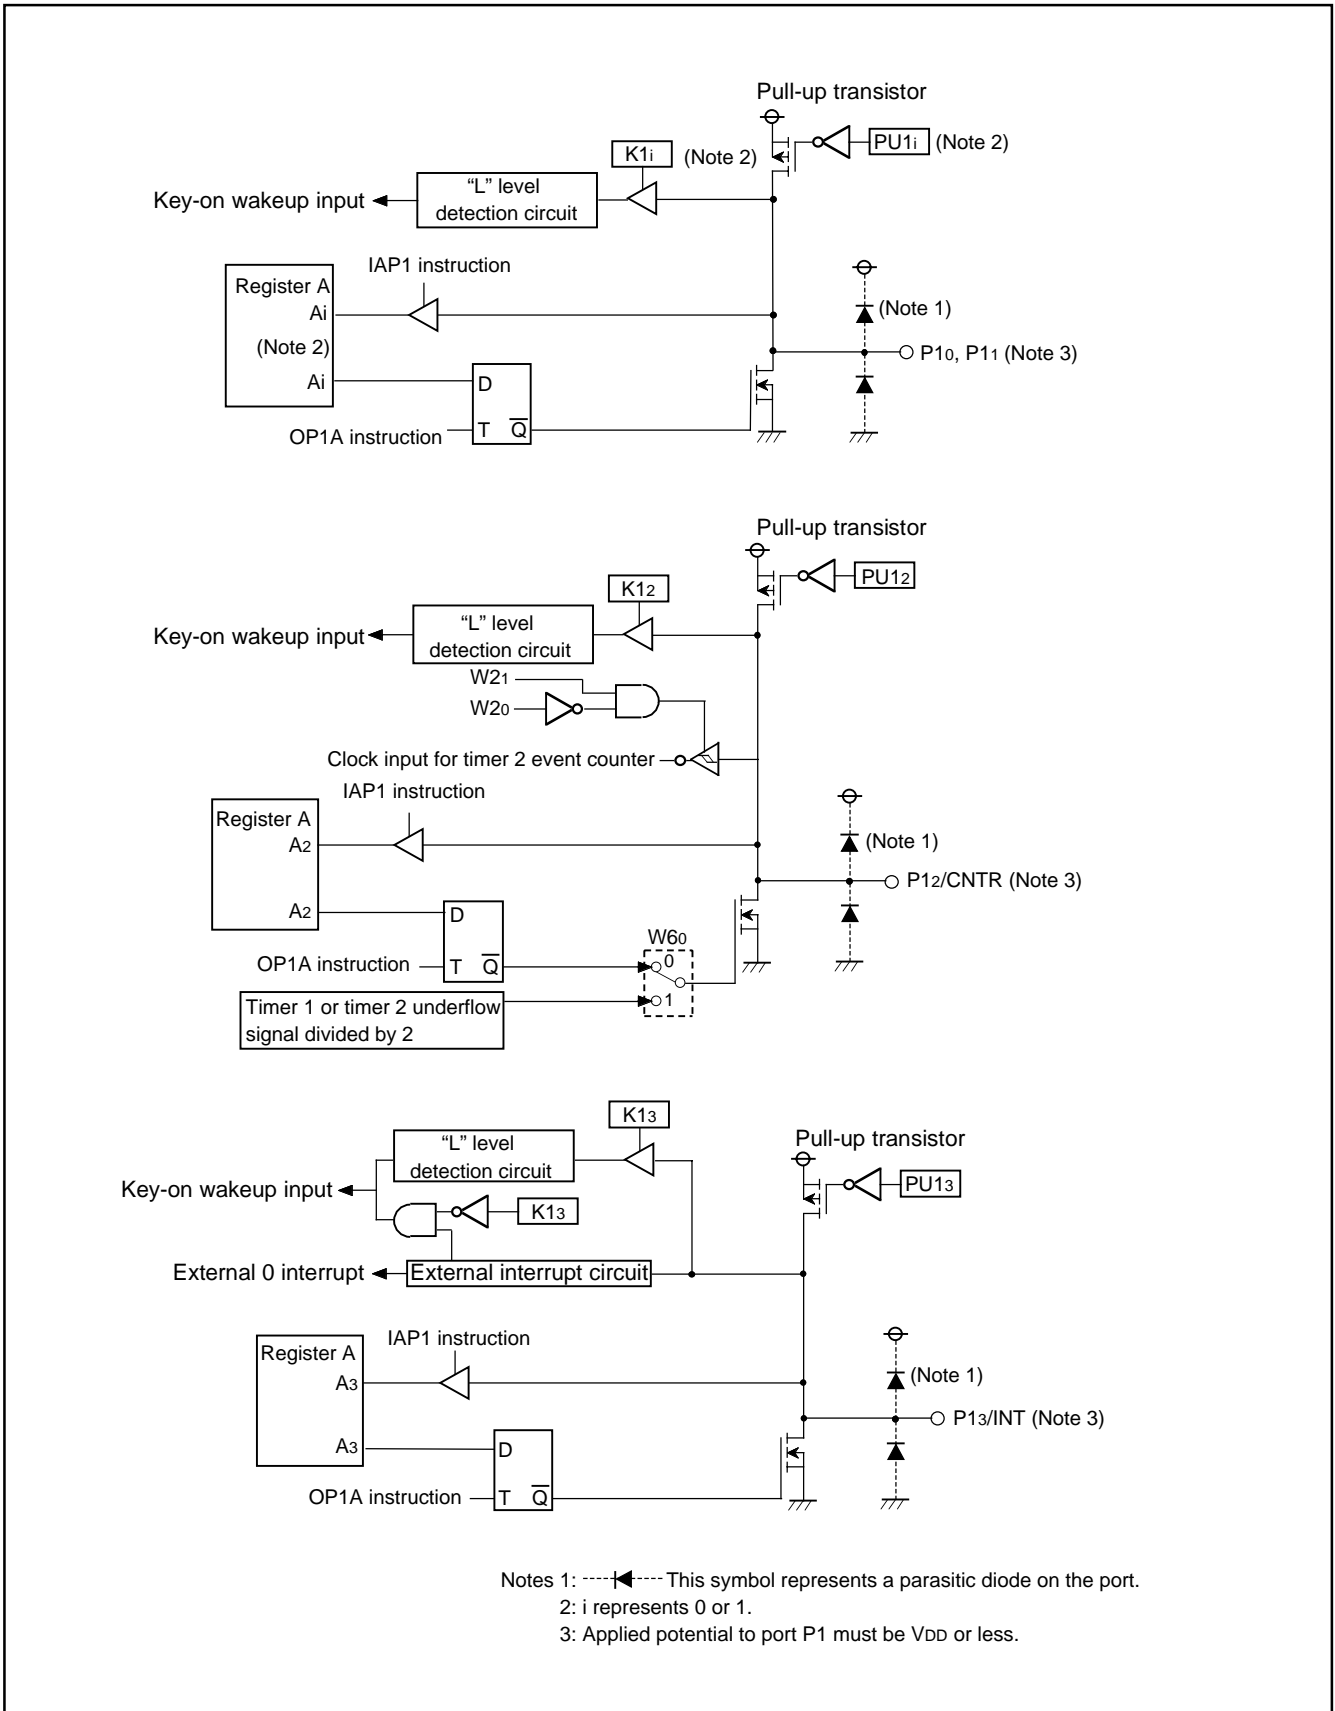 Pull-up transistor
K1i (Note 2)
PU1i (Note 2)
"L" level
detection circuit
Key-on wakeup input
IAP1 instruction
Register A
Ai
(Note 2)
Ai
(Note 1)
P10, P11 (Note 3)
D
T Q
OP1A instruction
Pull-up transistor
K12
PU12
"L" level
detection circuit
Key-on wakeup input
W21
W20
Clock input for timer 2 event counter
IAP1 instruction
Register A
A2
A2
(Note 1)
P12/CNTR (Note 3)
D
T Q
OP1A instruction
W60
0
1
Timer 1 or timer 2 underflow
signal divided by 2
K13
Pull-up transistor
"L" level
detection circuit
PU13
Key-on wakeup input
K13
External 0 interrupt
External interrupt circuit
IAP1 instruction
Register A
A3
A3
(Note 1)
P13/INT (Note 3)
D
T Q
OP1A instruction
Notes 1: This symbol represents a parasitic diode on the port.
2: i represents 0 or 1.
3: Applied potential to port P1 must be VDD or less.